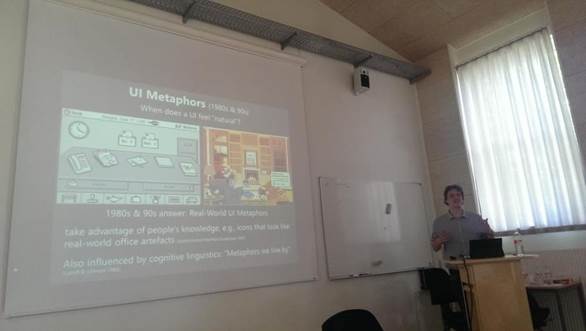 UI Metaphors (1980s & 90s)
When does a UI feel "natural"?
1980s & 90s answer: Real-World UI Metaphors
take advantage of people's knowledge, e.g., icons that look like
real-world office artefacts
Also influenced by cognitive linguistics: "Metaphors we live by"